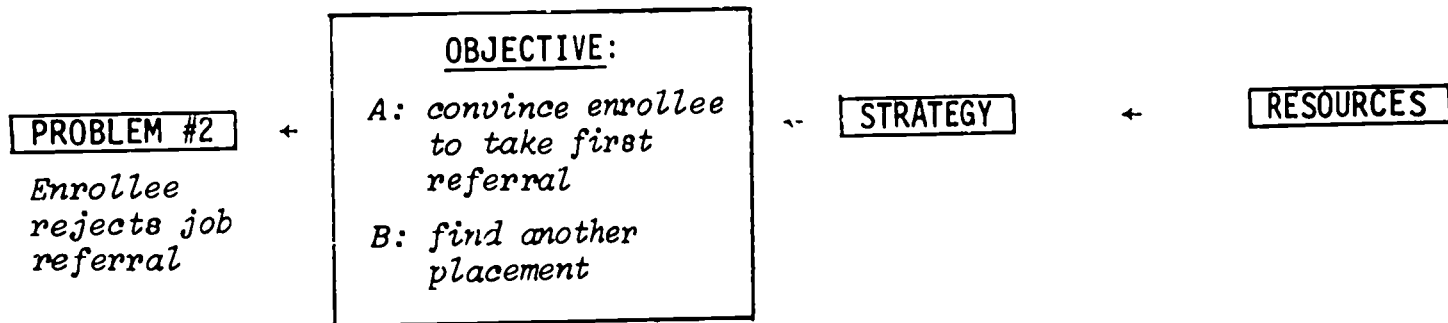 PROBLEM #2
Enrollee
rejects job
referral
OBJECTIVE:
A: convince enrollee
to take first
referral
B: find another
placement
STRATEGY
RESOURCES